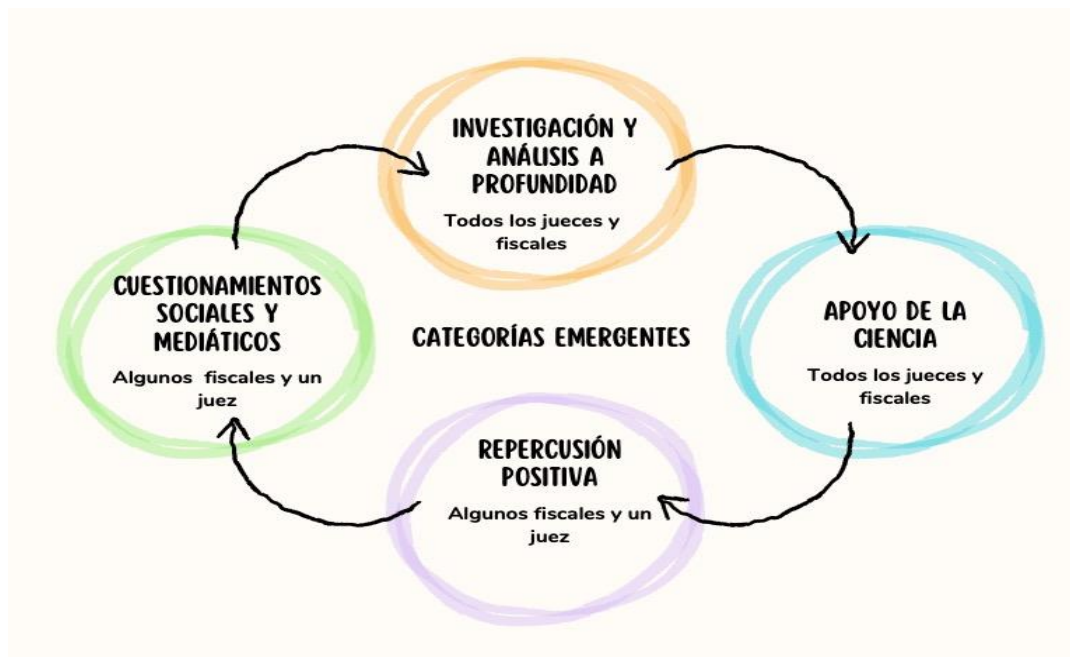 INVESTIGACIÓN Y
ANÁLISIS A
PROFUNDIDAD
Todos los jueces y
fiscales
CUESTIONAMIENTOS
SOCIALES Y
MEDIÁTICOS
Algunos fiscales y un
juez
CATEGORÍAS EMERGENTES
APOYO DE LA
CIENCIA
Todos los jueces y
fiscales
REPERCUSIÓN
POSITIVA
Algunos fiscales y un
juez